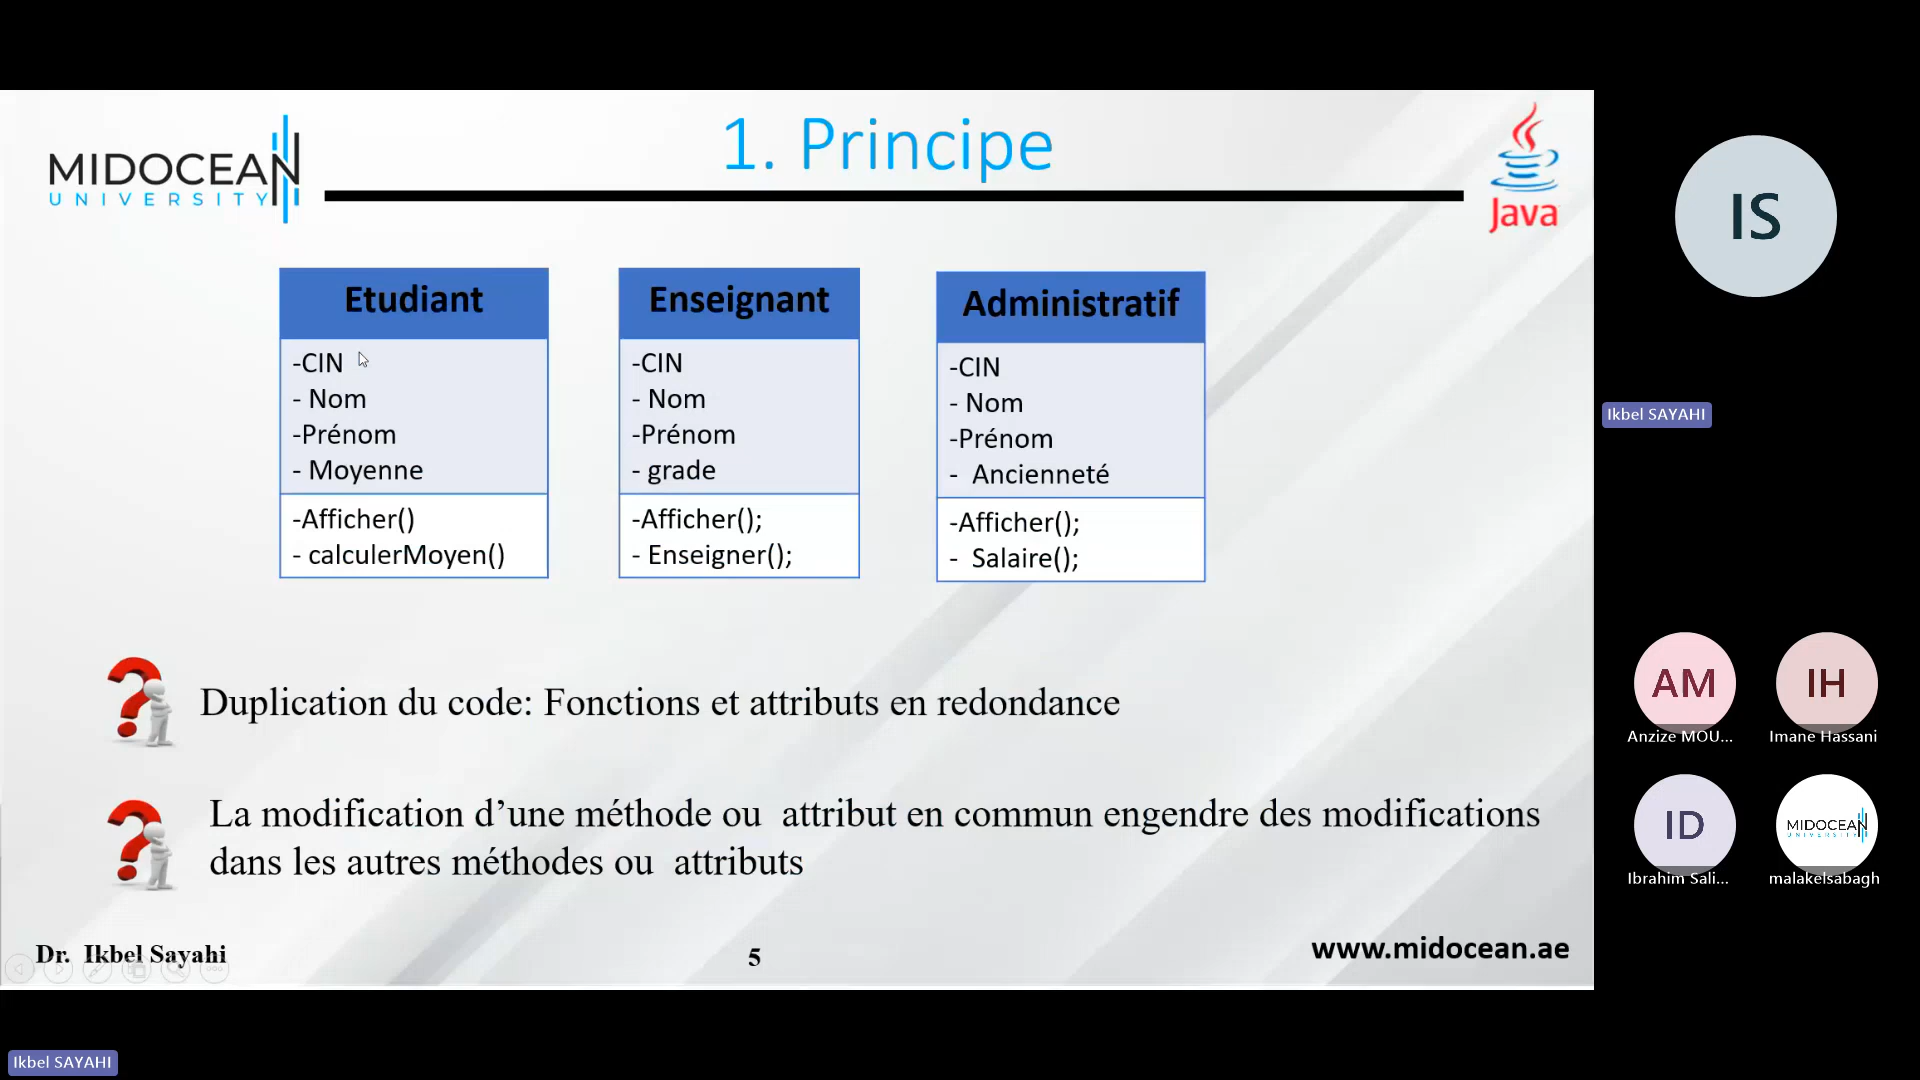 MIDOCEAN
UNIVERSITY
1. Principe
Java
Etudiant
-CIN
- Nom
-Prénom
- Moyenne
-Afficher()
- calculerMoyen()
Enseignant
-CIN
- Nom
-Prénom
- grade
-Afficher();
- Enseigner();
Administratif
-CIN
- Nom
-Prénom
- Ancienneté
-Afficher();
- Salaire();
Duplication du code: Fonctions et attributs en redondance
La modification d’une méthode ou attribut en commun engendre des modifications
dans les autres méthodes ou attributs
Dr. Ikbel Sayahi
5
www.midocean.ae
IS
Ikbel SAYAHI
AM
Anzize MOU...
IH
Imane Hassani
ID
Ibrahim Sali...
MIDOCEAN
UNIVERSITY
malakelsabagh
Ikbel SAYAHI